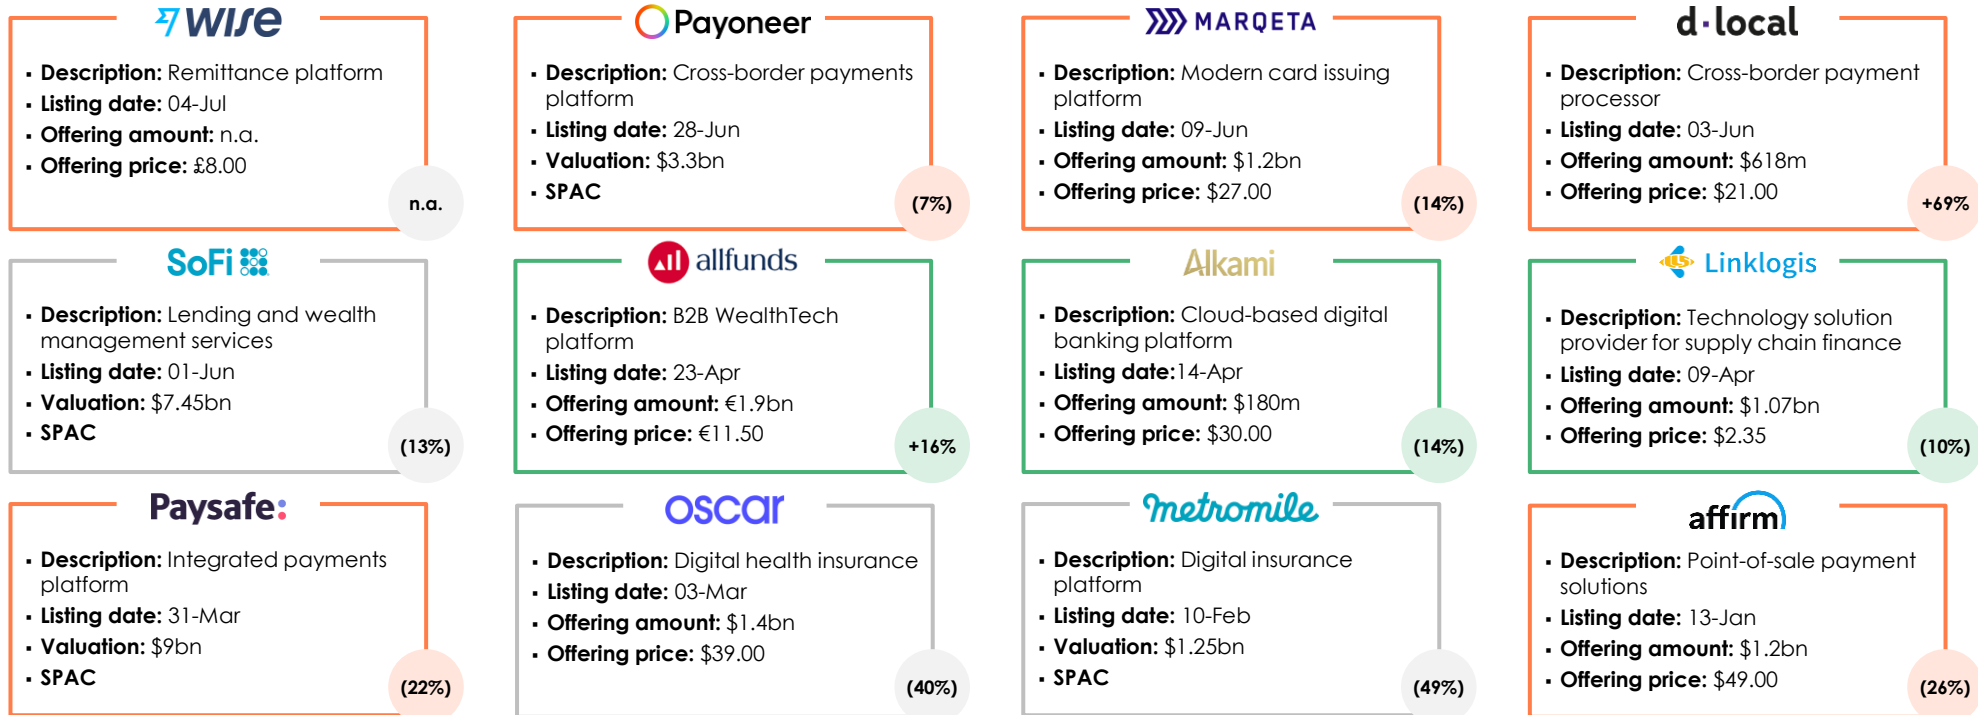 WISE
▪ Description: Remittance platform
▪ Listing date: 04-Jul
▪ Offering amount: n.a.
▪ Offering price: £8.00
n.a.
Payoneer
▪ Description: Cross-border payments
platform
▪ Listing date: 28-Jun
▪ Valuation: $3.3bn
▪ SPAC
(7%)
MARQETA
▪ Description: Modern card issuing
platform
▪ Listing date: 09-Jun
▪ Offering amount: $1.2bn
▪ Offering price: $27.00
(14%)
d·local
▪ Description: Cross-border payment
processor
▪ Listing date: 03-Jun
▪ Offering amount: $618m
▪ Offering price: $21.00
+69%
SoFi
▪ Description: Lending and wealth
management services
▪ Listing date: 01-Jun
▪ Valuation: $7.45bn
▪ SPAC
(13%)
allfunds
▪ Description: B2B WealthTech
platform
▪ Listing date: 23-Apr
▪ Offering amount: €1.9bn
▪ Offering price: €11.50
+16%
Alkami
▪ Description: Cloud-based digital
banking platform
▪ Listing date:14-Apr
▪ Offering amount: $180m
▪ Offering price: $30.00
(14%)
Linklogis
▪ Description: Technology solution
provider for supply chain finance
▪ Listing date: 09-Apr
▪ Offering amount: $1.07bn
▪ Offering price: $2.35
(10%)
Paysafe:
▪ Description: Integrated payments
platform
▪ Listing date: 31-Mar
▪ Valuation: $9bn
▪ SPAC
(22%)
oscar
▪ Description: Digital health insurance
▪ Listing date: 03-Mar
▪ Offering amount: $1.4bn
▪ Offering price: $39.00
(40%)
metromile
▪ Description: Digital insurance
platform
▪ Listing date: 10-Feb
▪ Valuation: $1.25bn
▪ SPAC
(49%)
affirm
▪ Description: Point-of-sale payment
solutions
▪ Listing date: 13-Jan
▪ Offering amount: $1.2bn
▪ Offering price: $49.00
(26%)